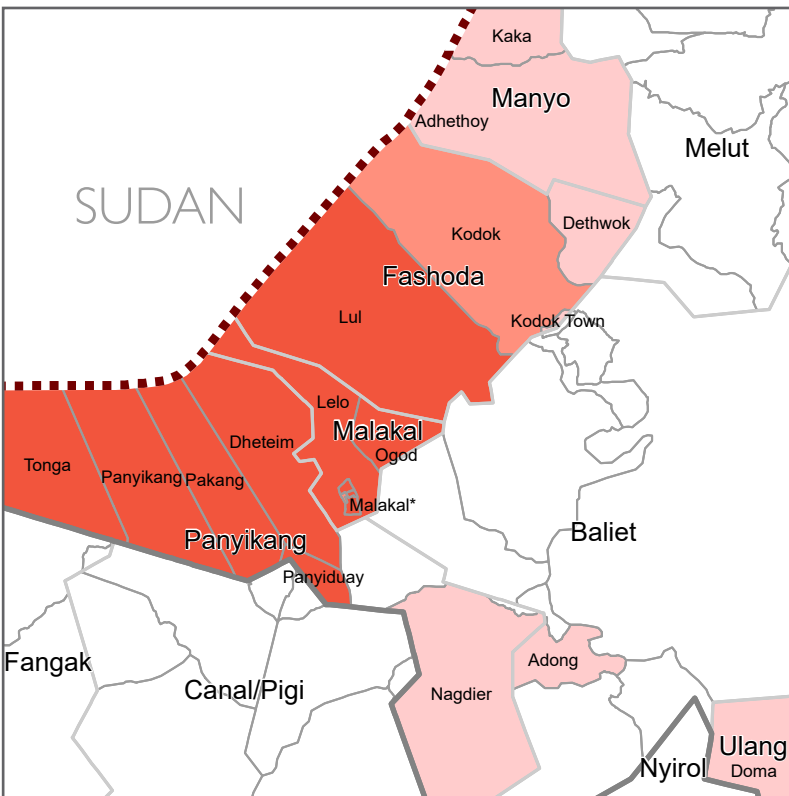 Kaka
Manyo
Adhethoy
Melut
SUDAN
Dethwok
Kodok
Fashoda
Lul
Kodok Town
Lelo
Malakal
Dheteim
Ogod
Tonga
Panyikang
Pakang
Malakal*
Baliet
Panyikang
Panyiduay
Fangak
Adong
Canal/Pigi
Nagdier
Ulang
Nyirol
Doma